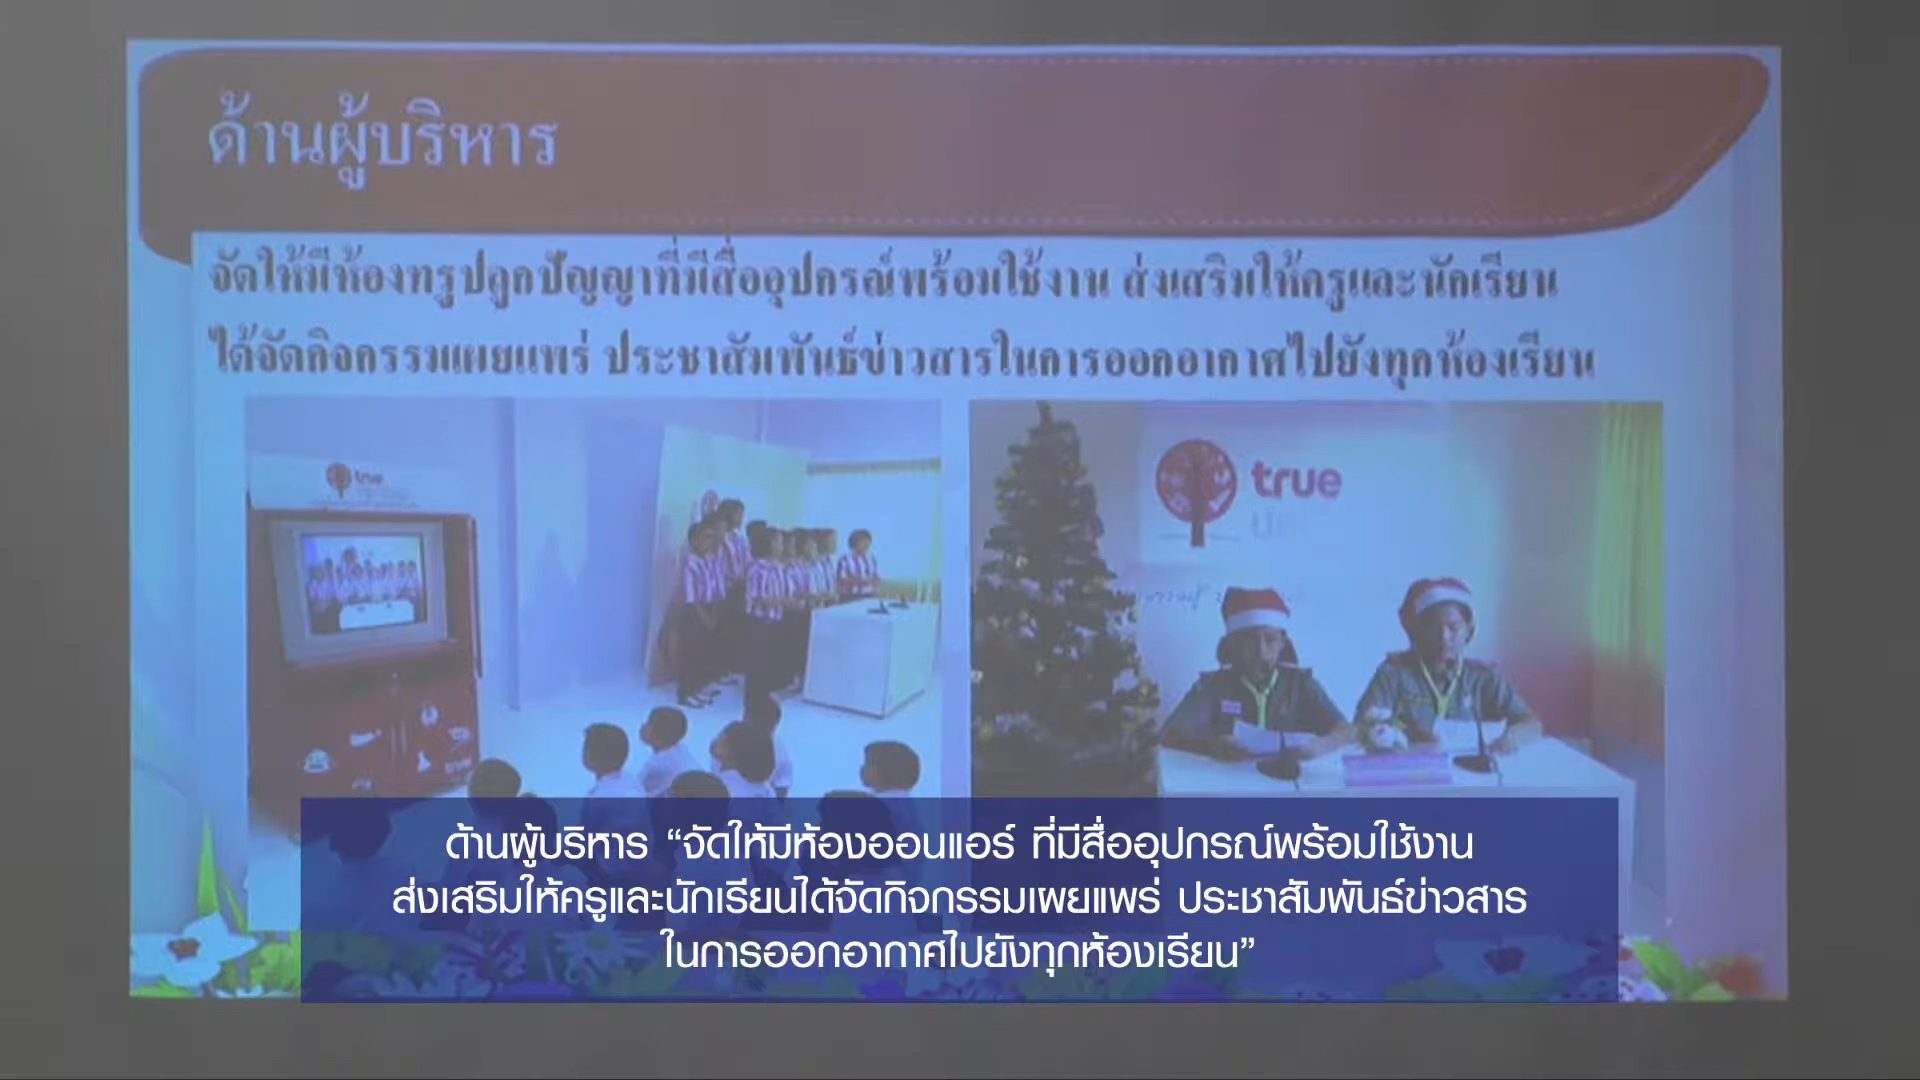 ด้านผู้บริหาร
จัดให้มีห้องทรูปลูกปัญญาที่มีสื่ออุปกรณ์พร้อมใช้งาน ส่งเสริมให้ครูและนักเรียน
ได้จัดกิจกรรมเผยแพร่ ประชาสัมพันธ์ข่าวสารในการออกอากาศไปยังทุกห้องเรียน
true
true
ด้านผู้บริหาร “จัดให้มีห้องออนแอร์ ที่มีสื่ออุปกรณ์พร้อมใช้งาน
ส่งเสริมให้ครูและนักเรียนได้จัดกิจกรรมเผยแพร่ ประชาสัมพันธ์ข่าวสาร
ในการออกอากาศไปยังทุกห้องเรียน”